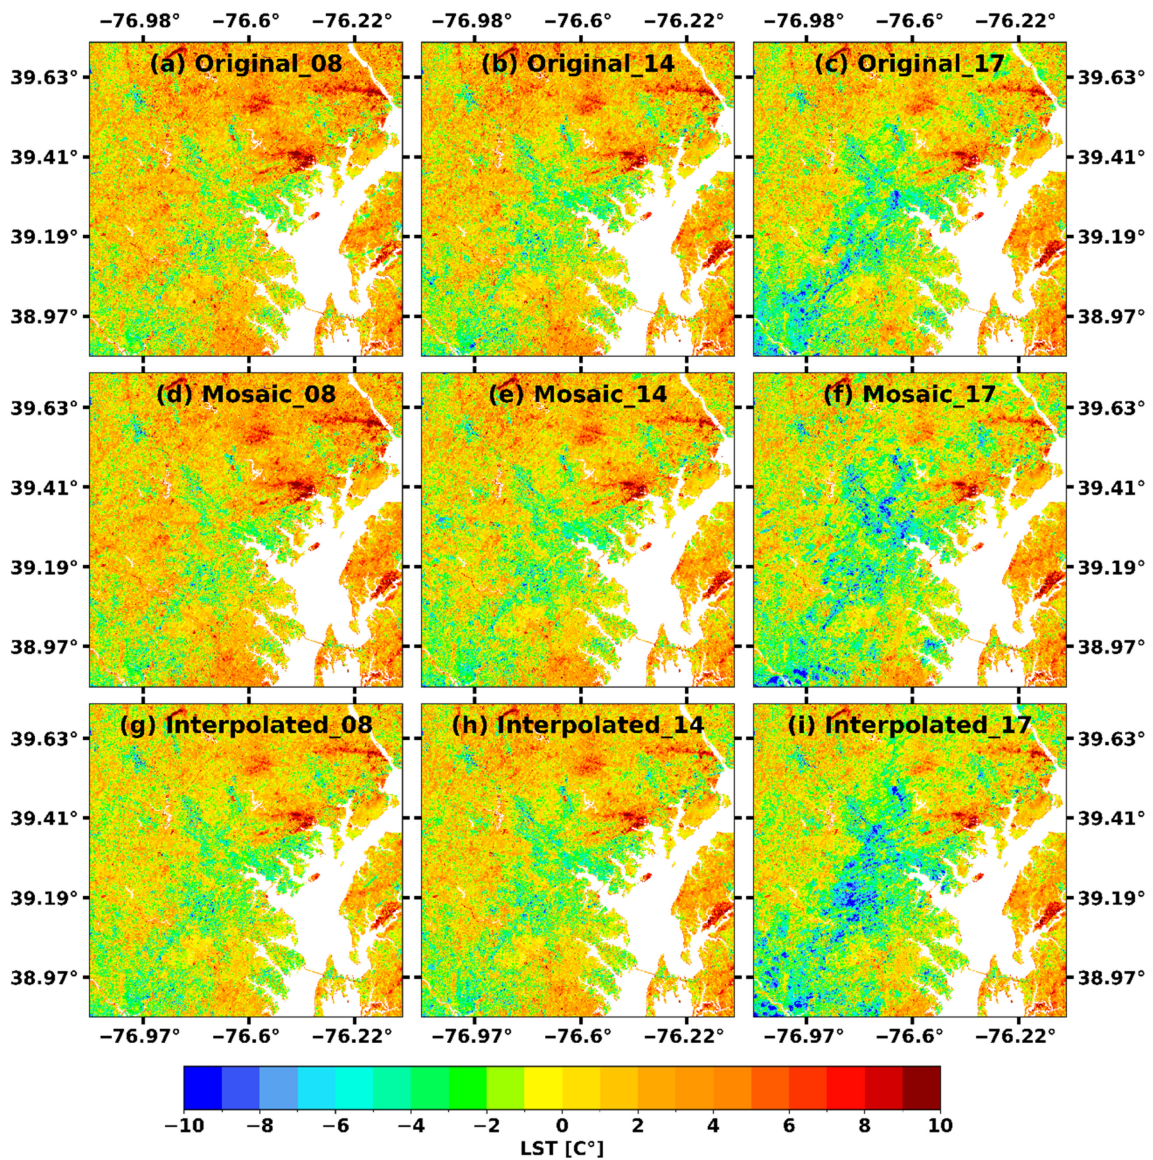 −76.98° −76.6° −76.22° −76.98° −76.6° −76.22° −76.98° −76.6° −76.22°
(a) Original_08 (b) Original_14 (c) Original_17
39.63° 39.63°
39.41° 39.41°
39.19° 39.19°
38.97° 38.97°
(d) Mosaic_08 (e) Mosaic_14 (f) Mosaic_17
39.63° 39.63°
39.41° 39.41°
39.19° 39.19°
38.97° 38.97°
(g) Interpolated_08 (h) Interpolated_14 (i) Interpolated_17
39.63° 39.63°
39.41° 39.41°
39.19° 39.19°
38.97° 38.97°
−76.97° −76.6° −76.22° −76.97° −76.6° −76.22° −76.97° −76.6° −76.22°
−10 −8 −6 −4 −2 0 2 4 6 8 10
LST [C°]